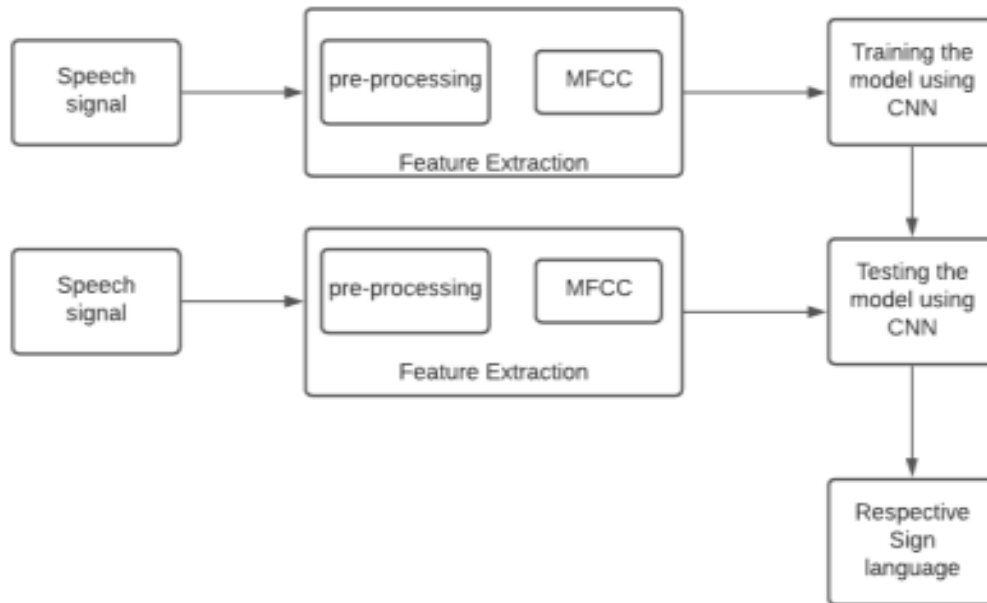 Speech
signal
pre-processing
MFCC
Feature Extraction
Training the
model using
CNN
Speech
signal
pre-processing
MFCC
Feature Extraction
Testing the
model using
CNN
Respective
Sign
language